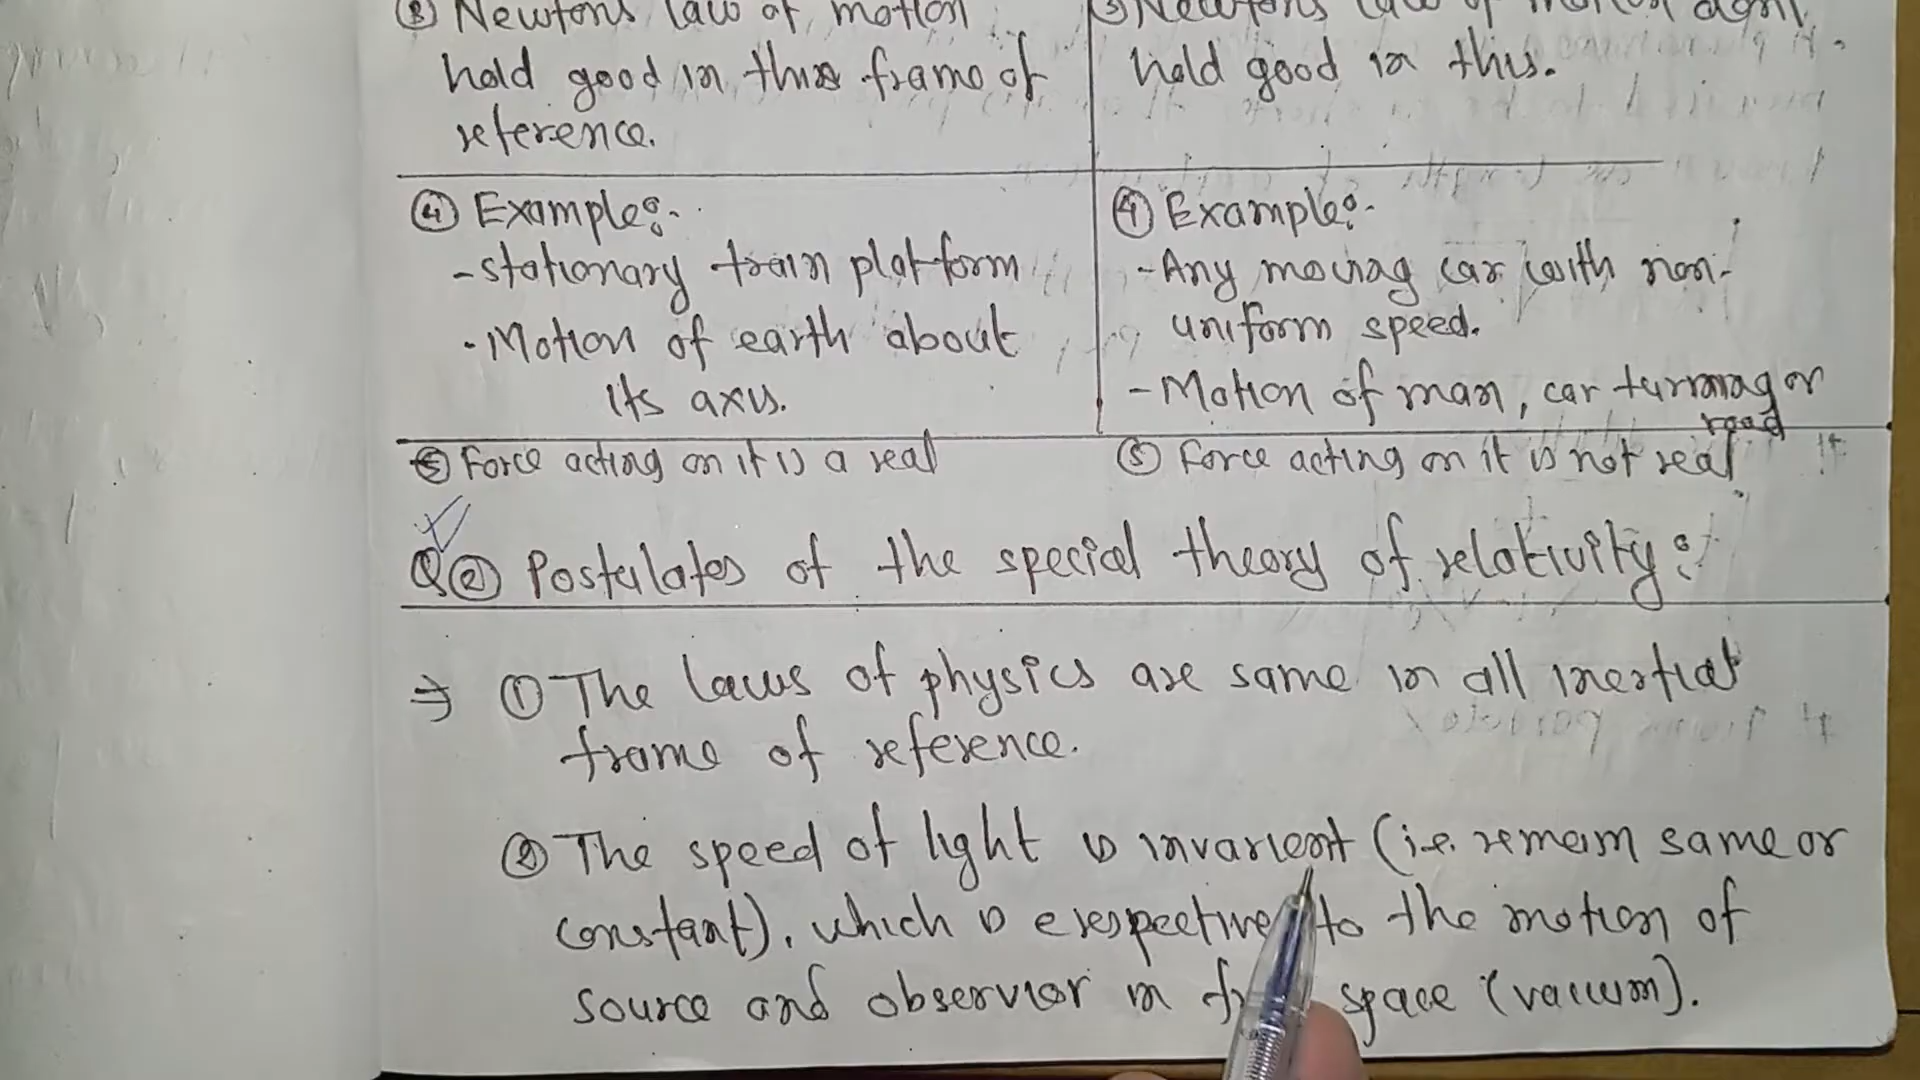 ③ Newtons law of motion
hold good in this frame of
reference.
③ Newtons law of motion dont
hold good in this.
④ Example:-
-stationary train platform
-Motion of earth about
its axis.
④ Example:-
-Any moving car with non-
uniform speed.
-Motion of man, car turning on
road
⑤ Force acting on it is a real
⑤ Force acting on it is not real
Q② Postulates of the special theory of relativity:
⇒ ① The laws of physics are same in all inertial
frame of reference.
② The speed of light is invarient (i.e. remain same or
constant). which is erespective to the motion of
source and observer in space (vaccum).